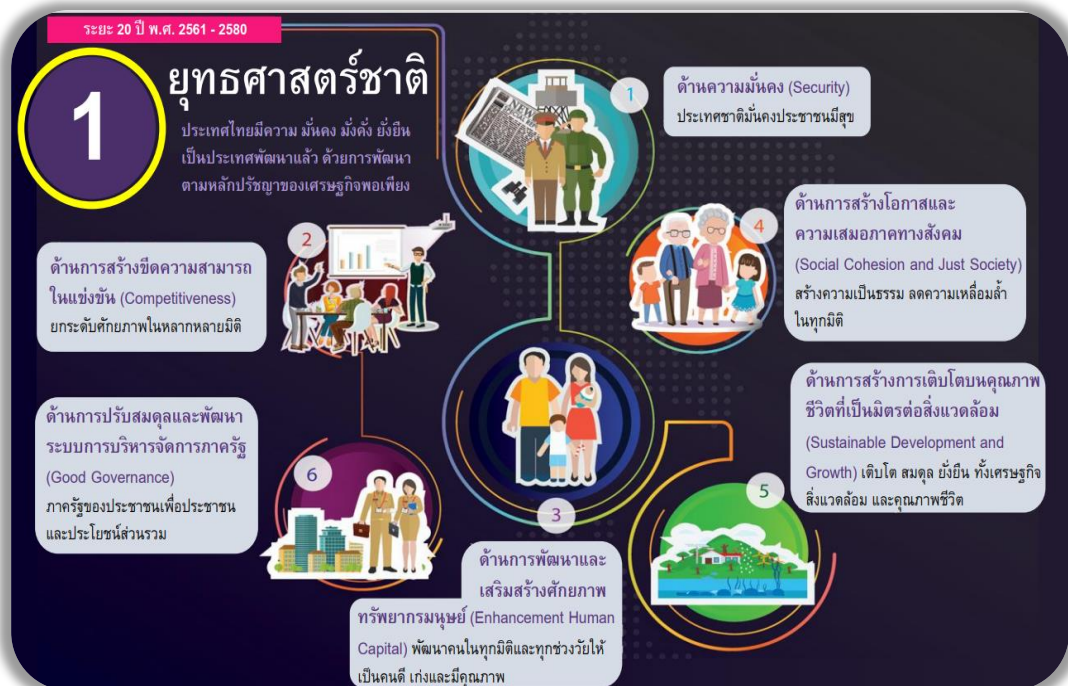 ระยะ 20 ปี พ.ศ. 2561 - 2580
1
ยุทธศาสตร์ชาติ
ประเทศไทยมีความ มั่นคง มั่งคั่ง ยั่งยืน
เป็นประเทศพัฒนาแล้ว ด้วยการพัฒนา
ตามหลักปรัชญาของเศรษฐกิจพอเพียง
1
ด้านความมั่นคง (Security)
ประเทศชาติมั่นคงประชาชนมีสุข
2
ด้านการสร้างขีดความสามารถ
ในแข่งขัน (Competitiveness)
ยกระดับศักยภาพในหลากหลายมิติ
3
ด้านการพัฒนาและ
เสริมสร้างศักยภาพ
ทรัพยากรมนุษย์ (Enhancement Human
Capital) พัฒนาคนในทุกมิติและทุกช่วงวัยให้
เป็นคนดี เก่งและมีคุณภาพ
4
ด้านการสร้างโอกาสและ
ความเสมอภาคทางสังคม
(Social Cohesion and Just Society)
สร้างความเป็นธรรม ลดความเหลื่อมล้ำ
ในทุกมิติ
5
ด้านการสร้างการเติบโตบนคุณภาพ
ชีวิตที่เป็นมิตรต่อสิ่งแวดล้อม
(Sustainable Development and
Growth) เติบโต สมดุล ยั่งยืน ทั้งเศรษฐกิจ
สิ่งแวดล้อม และคุณภาพชีวิต
6
ด้านการปรับสมดุลและพัฒนา
ระบบการบริหารจัดการภาครัฐ
(Good Governance)
ภาครัฐของประชาชนเพื่อประชาชน
และประโยชน์ส่วนรวม